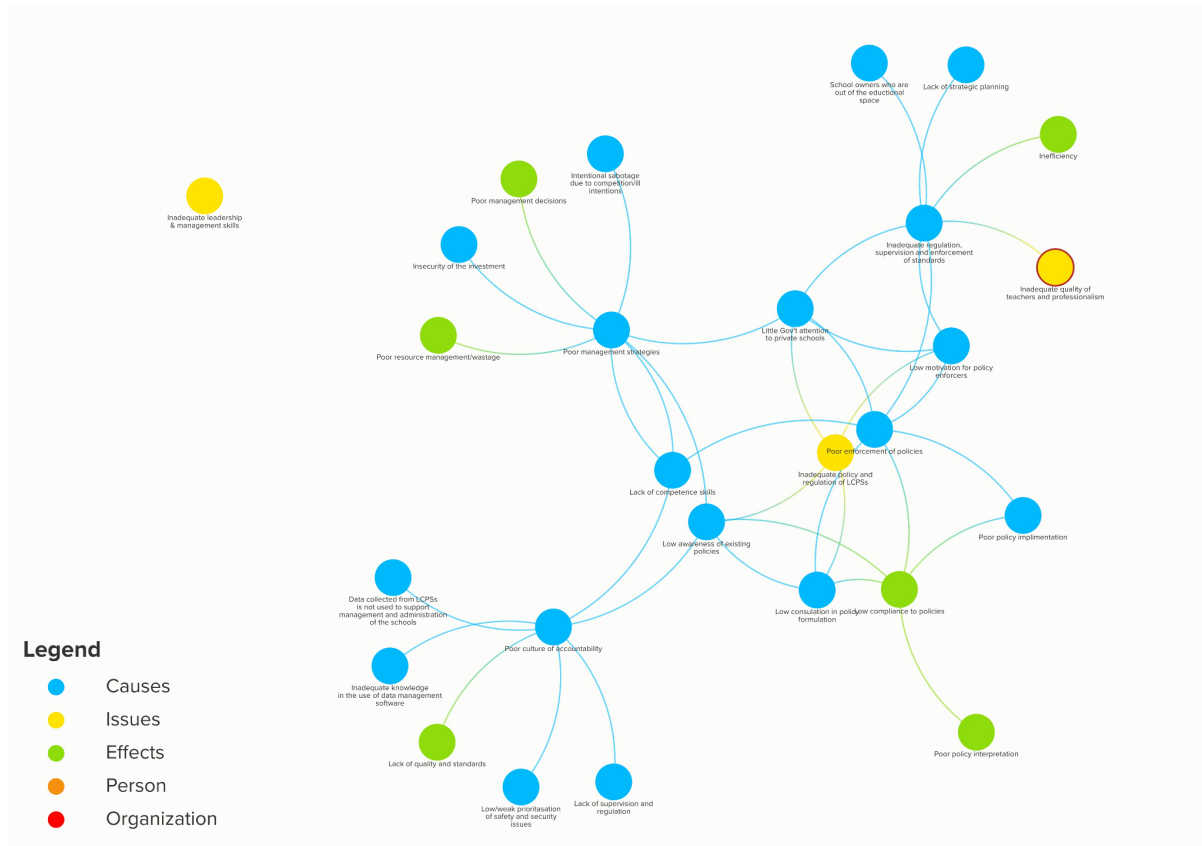 School owners who are
out of the eductional
space
Lack of strategic planning
Inefficiency
Intentional sabotage
due to competition/ill
intentions
Poor management decisions
Inadequate leadership
& management skills
Inadequate regulation,
supervision and enforcement
of standards
Insecurity of the investment
Inadequate quality of
teachers and professionalism
Little Gov't attention
to private schools
Poor management strategies
Poor resource management/wastage
Low motivation for policy
enforcers
Poor enforcement of policies
Inadequate policy and
regulation of LCPSs
Lack of competence skills
Low awareness of existing
policies
Poor policy implimentation
Low consulation in policy
formulation
Low compliance to policies
Data collected from LCPSs
is not used to support
management and administration
of the schools
Poor culture of accountability
Inadequate knowledge
in the use of data management
software
Lack of quality and standards
Poor policy interpretation
Low/weak prioritasation
of safety and security
issues
Lack of supervision and
regulation
Legend
Causes
Issues
Effects
Person
Organization